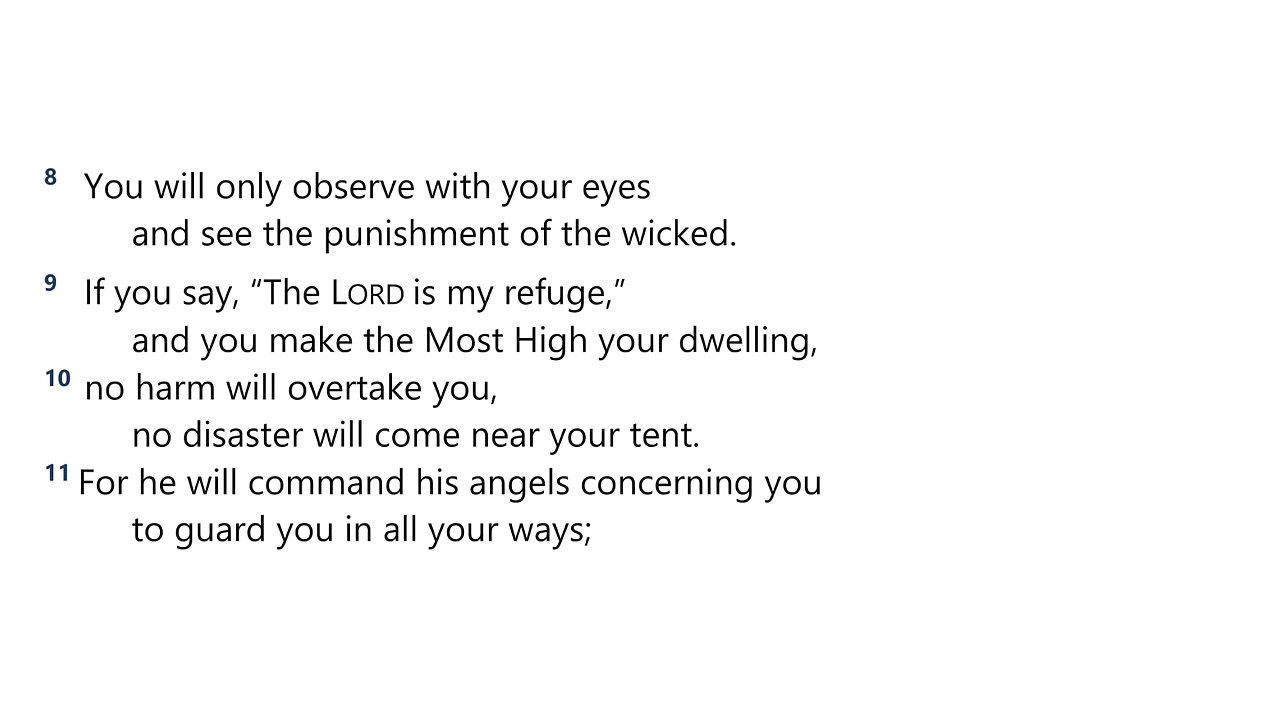 8 You will only observe with your eyes
and see the punishment of the wicked.
9 If you say, “The LORD is my refuge,”
and you make the Most High your dwelling,
10 no harm will overtake you,
no disaster will come near your tent.
11 For he will command his angels concerning you
to guard you in all your ways;